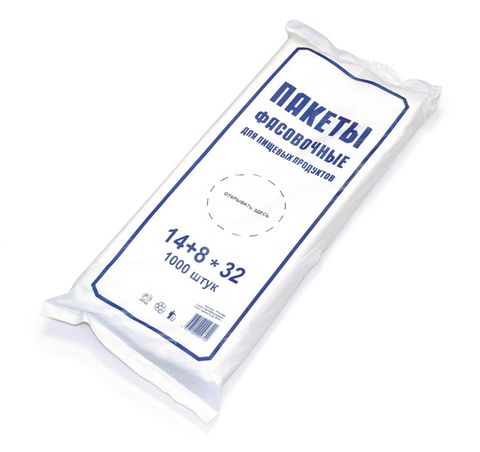 ПАКЕТЫ
ФАСОВОЧНЫЕ
ДЛЯ ПИЩЕВЫХ ПРОДУКТОВ
ОТКРЫВАТЬ ЗДЕСЬ
14+8 * 32
1000 штук